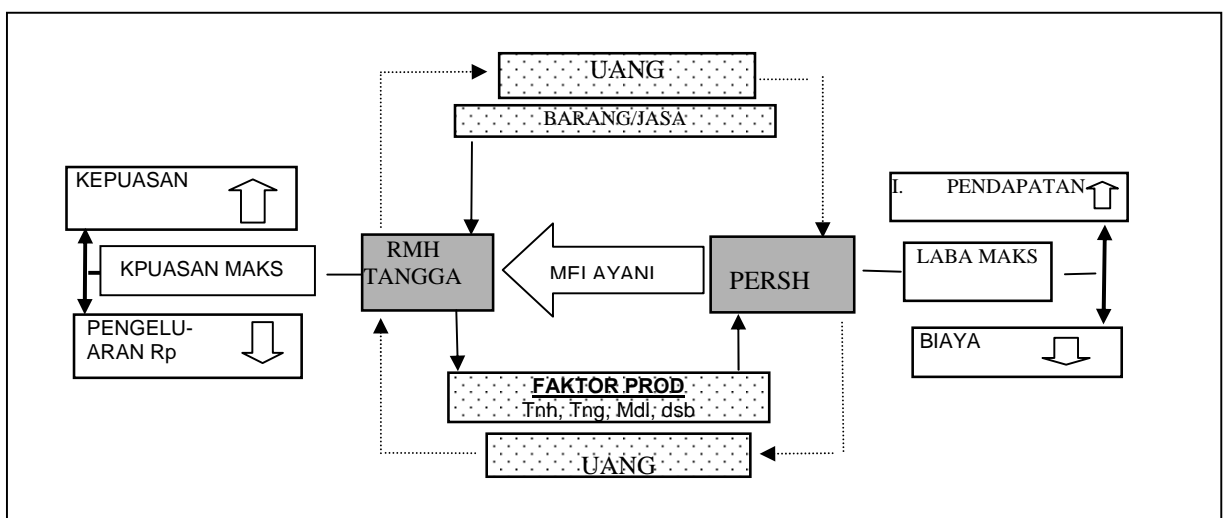 UANG
BARANG/JASA
KEPUASAN
I. PENDAPATAN
RMH
TANGGA
KPUASAN MAKS
MELAYANI
PERSH
LABA MAKS
PENGELU-
ARAN Rp
BIAYA
FAKTOR PROD
Tnh, Tng, Mdl, dsb
UANG